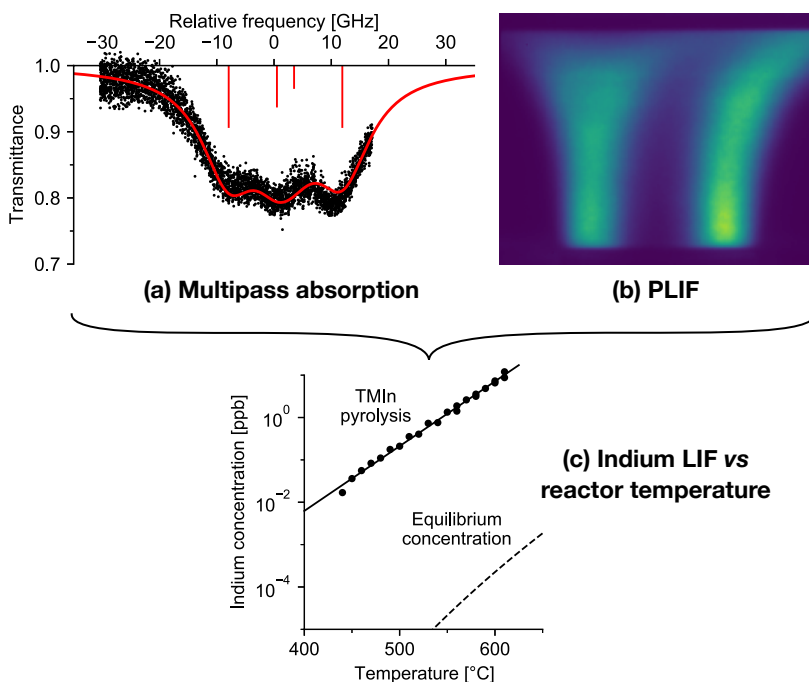 Relative frequency [GHz]
−30 −20 −10 0 10 20 30
1.0
0.9
0.8
0.7
Transmittance
(a) Multipass absorption
(b) PLIF
10⁰
10⁻²
10⁻⁴
Indium concentration [ppb]
TMIn
pyrolysis
Equilibrium
concentration
400 500 600
Temperature [°C]
(c) Indium LIF vs
reactor temperature